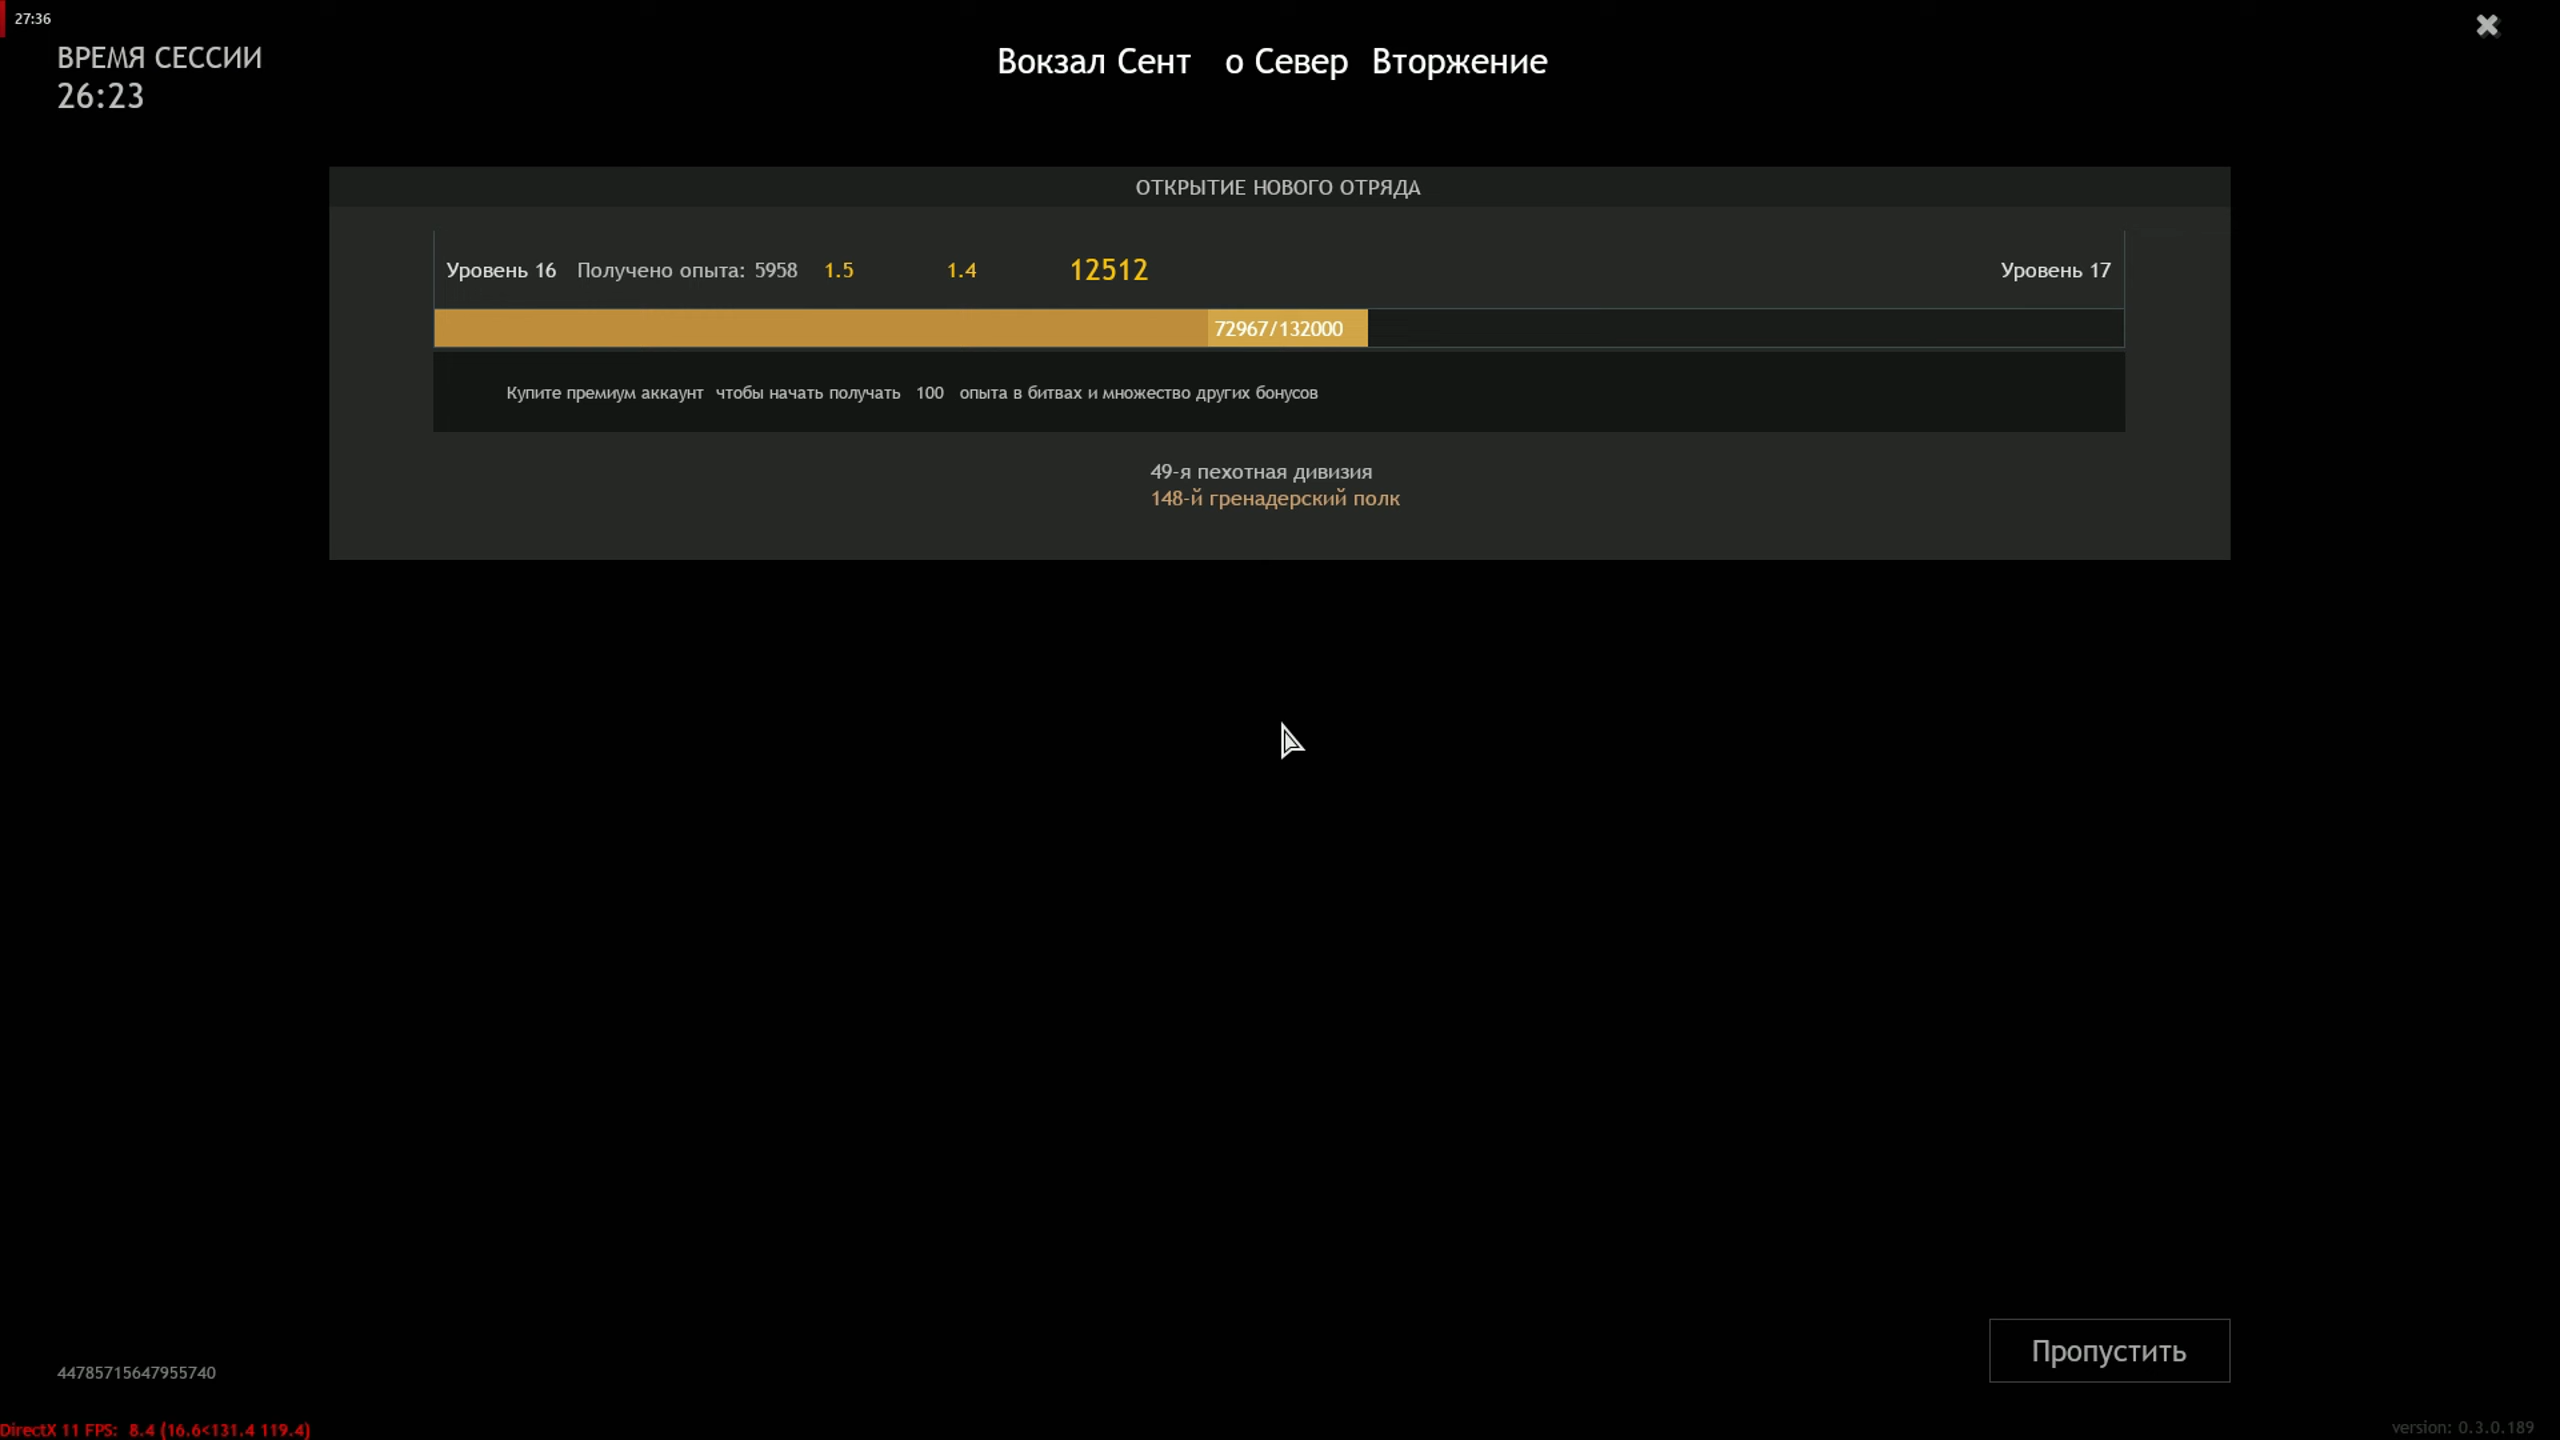 27:36
ВРЕМЯ СЕССИИ
26:23
Вокзал Сент о Север Вторжение
ОТКРЫТИЕ НОВОГО ОТРЯДА
Уровень 16 Получено опыта: 5958 1.5 1.4 12512 Уровень 17
72967/132000
Купите премиум аккаунт чтобы начать получать 100 опыта в битвах и множество других бонусов
49-я пехотная дивизия
148-й гренадерский полк
Пропустить
44785715647955740
DirectX 11 FPS: 8.4 (16.6<131.4 119.4)
version: 0.3.0.189